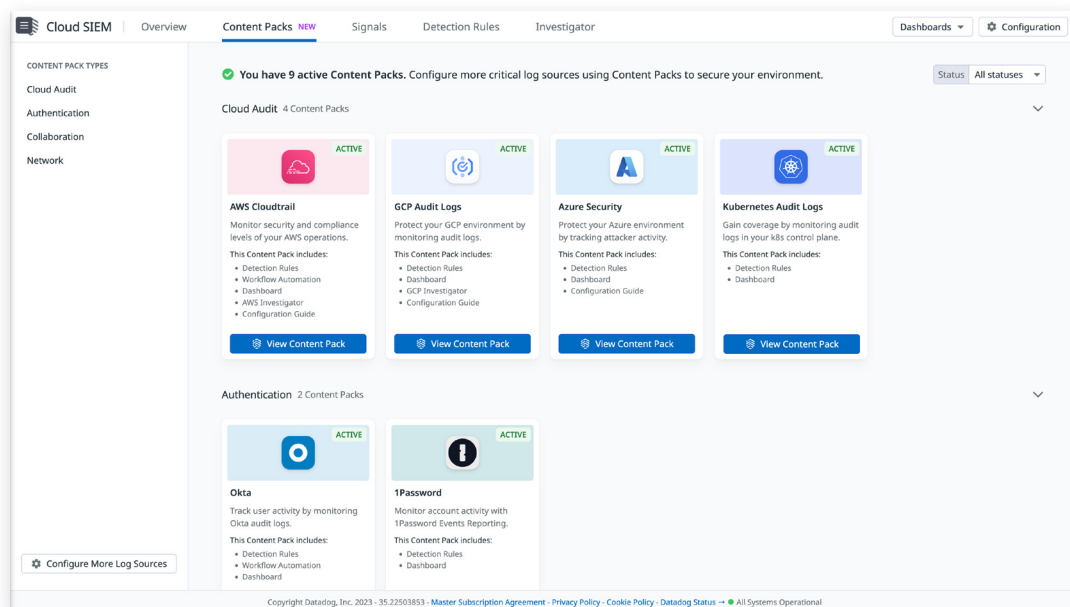 Cloud SIEM
Overview
Content Packs NEW
Signals
Detection Rules
Investigator
Dashboards
Configuration
CONTENT PACK TYPES
Cloud Audit
Authentication
Collaboration
Network
Configure More Log Sources
You have 9 active Content Packs. Configure more critical log sources using Content Packs to secure your environment.
Status All statuses
Cloud Audit 4 Content Packs
ACTIVE
AWS Cloudtrail
Monitor security and compliance
levels of your AWS operations.
This Content Pack includes:
• Detection Rules
• Workflow Automation
• Dashboard
• AWS Investigator
• Configuration Guide
View Content Pack
ACTIVE
GCP Audit Logs
Protect your GCP environment by
monitoring audit logs.
This Content Pack includes:
• Detection Rules
• Dashboard
• GCP Investigator
• Configuration Guide
View Content Pack
ACTIVE
Azure Security
Protect your Azure environment
by tracking attacker activity.
This Content Pack includes:
• Detection Rules
• Dashboard
• Configuration Guide
View Content Pack
ACTIVE
Kubernetes Audit Logs
Gain coverage by monitoring audit
logs in your k8s control plane.
This Content Pack includes:
• Detection Rules
• Dashboard
View Content Pack
Authentication 2 Content Packs
ACTIVE
Okta
Track user activity by monitoring
Okta audit logs.
This Content Pack includes:
• Detection Rules
• Workflow Automation
• Dashboard
ACTIVE
1Password
Monitor account activity with
1Password Events Reporting.
This Content Pack includes:
• Detection Rules
• Dashboard
Copyright Datadog, Inc. 2023 - 35.22503853 - Master Subscription Agreement - Privacy Policy - Cookie Policy - Datadog Status → All Systems Operational